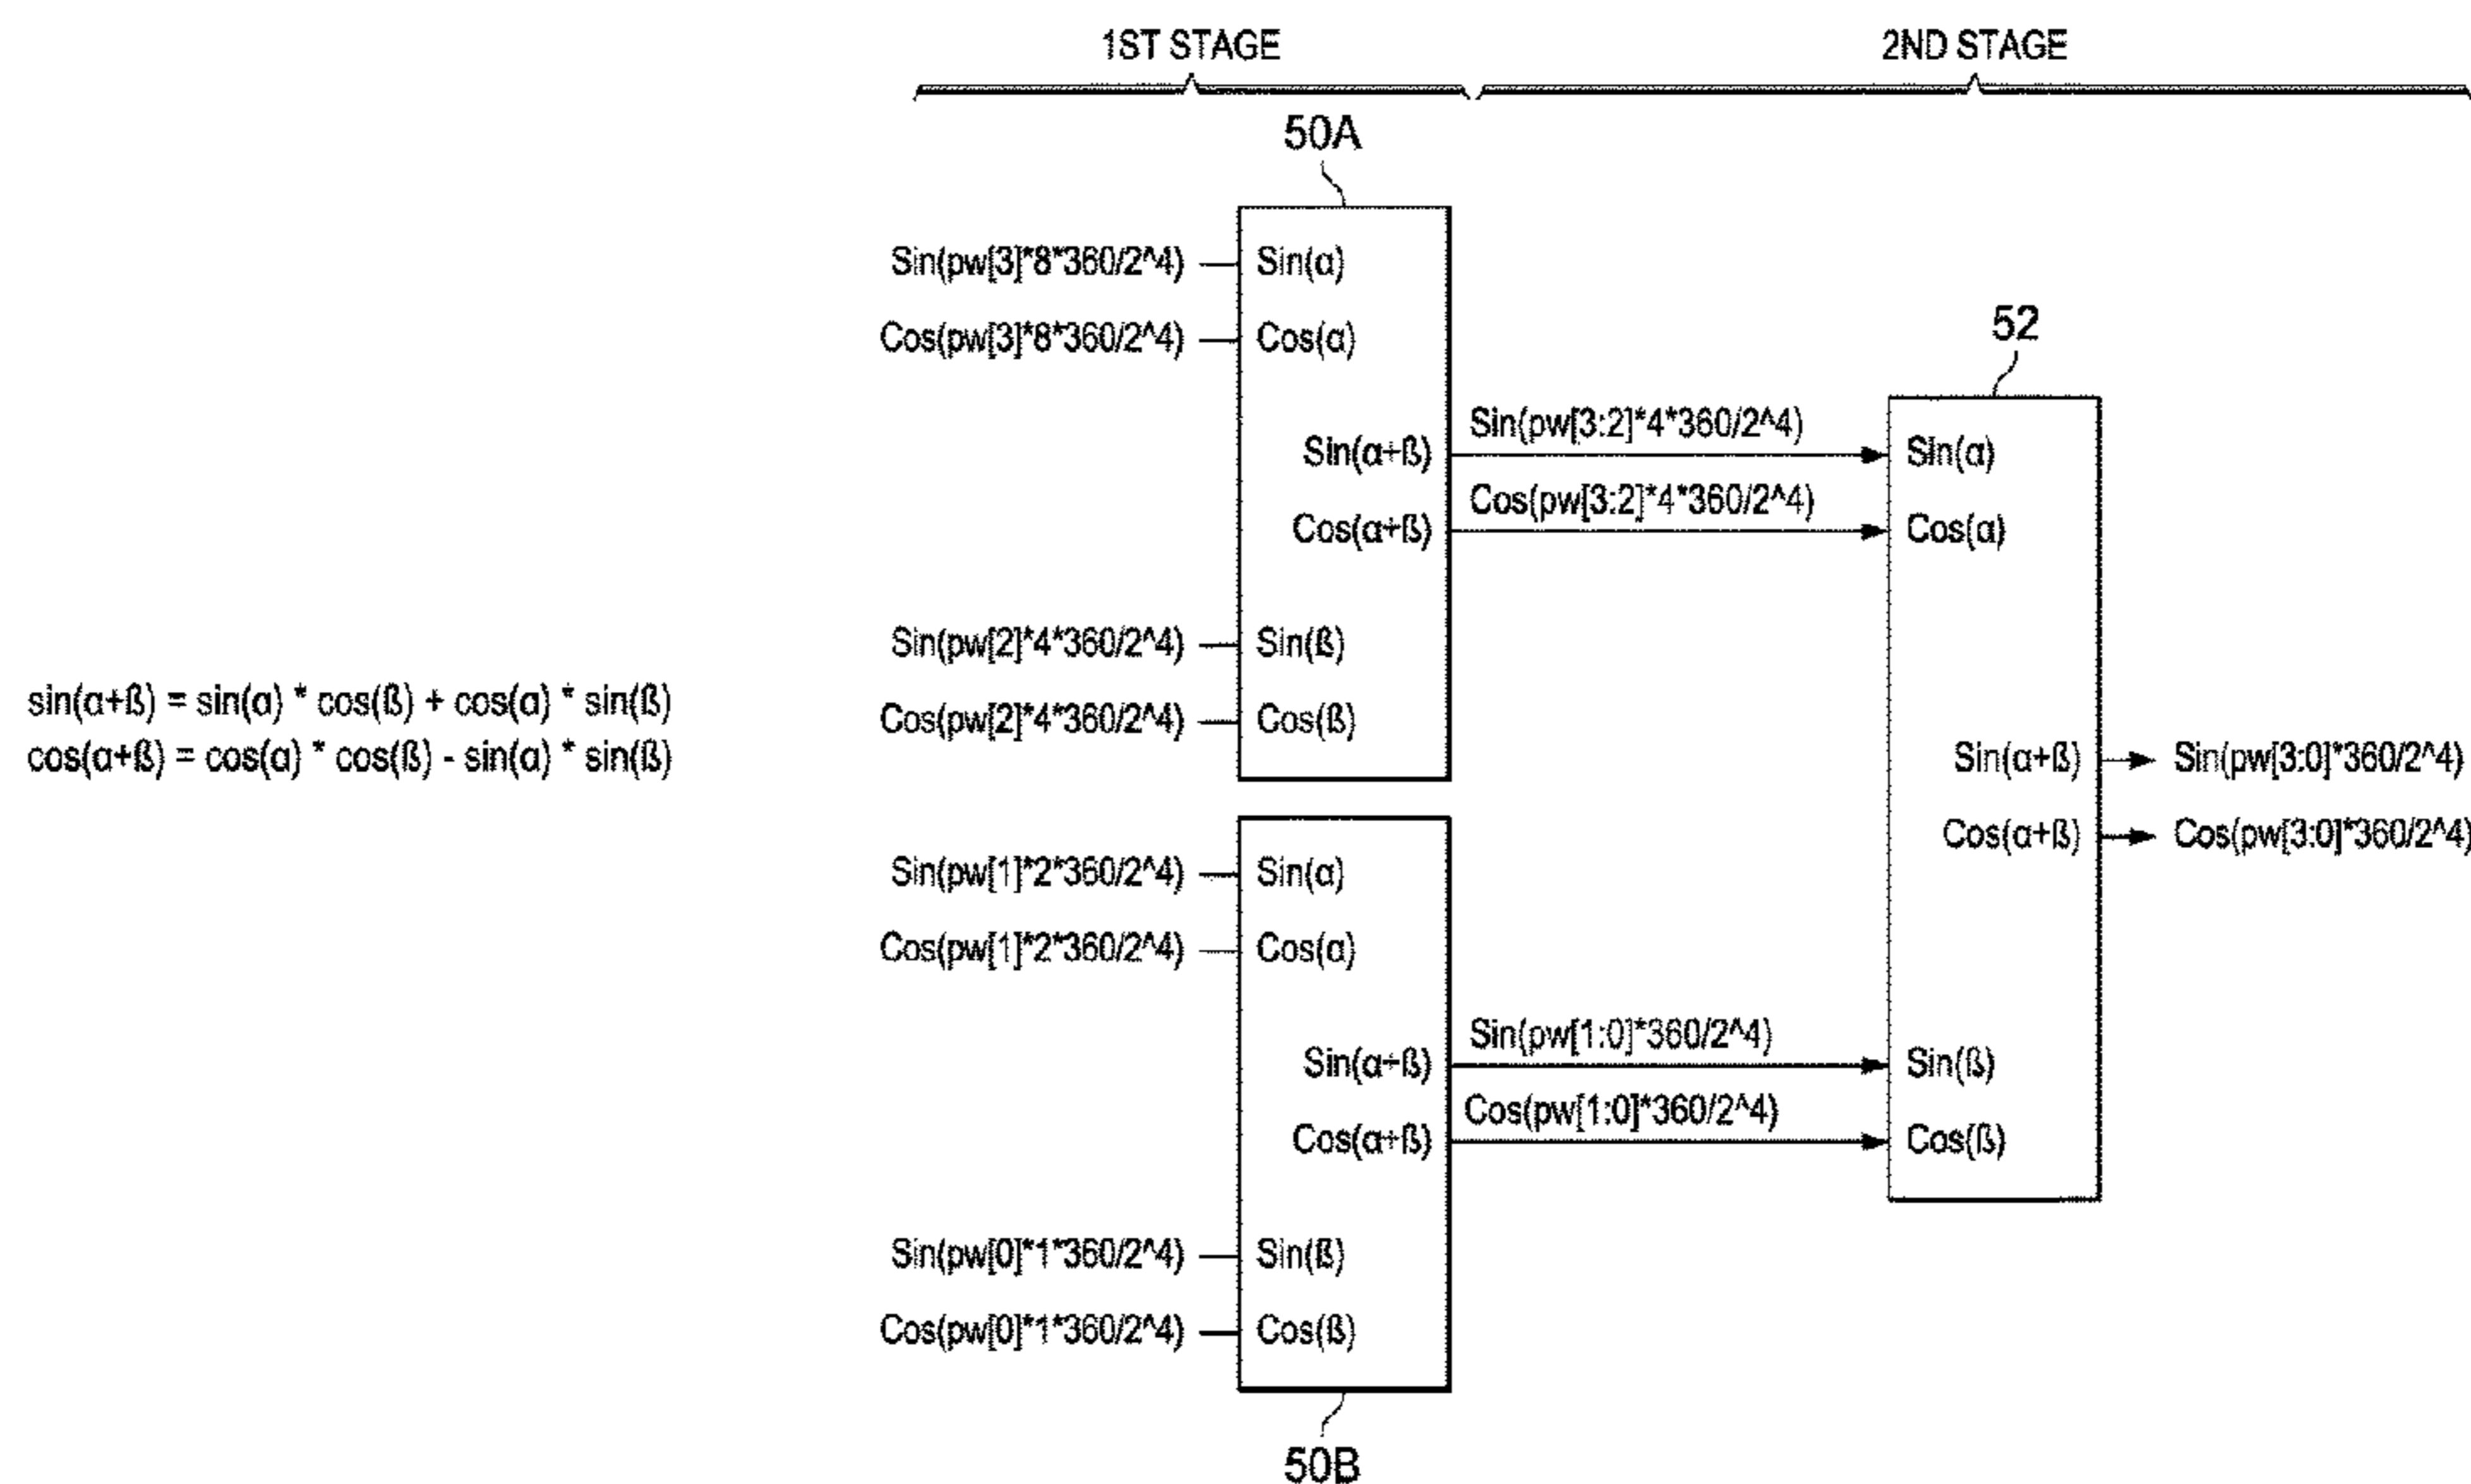 1ST STAGE
2ND STAGE
50A
Sin(pw[3]*8*360/2^4)
Sin(α)
Cos(pw[3]*8*360/2^4)
Cos(α)
52
Sin(α+ß)
Sin(pw[3:2]*4*360/2^4)
Sin(α)
Cos(α+ß)
Cos(pw[3:2]*4*360/2^4)
Cos(α)
Sin(pw[2]*4*360/2^4)
Sin(ß)
Cos(pw[2]*4*360/2^4)
Cos(ß)
sin(α+ß) = sin(α) * cos(ß) + cos(α) * sin(ß)
cos(α+ß) = cos(α) * cos(ß) - sin(α) * sin(ß)
Sin(α+ß)
Sin(pw[3:0]*360/2^4)
Cos(α+ß)
Cos(pw[3:0]*360/2^4)
Sin(pw[1]*2*360/2^4)
Sin(α)
Cos(pw[1]*2*360/2^4)
Cos(α)
Sin(α+ß)
Sin(pw[1:0]*360/2^4)
Sin(ß)
Cos(α+ß)
Cos(pw[1:0]*360/2^4)
Cos(ß)
Sin(pw[0]*1*360/2^4)
Sin(ß)
Cos(pw[0]*1*360/2^4)
Cos(ß)
50B